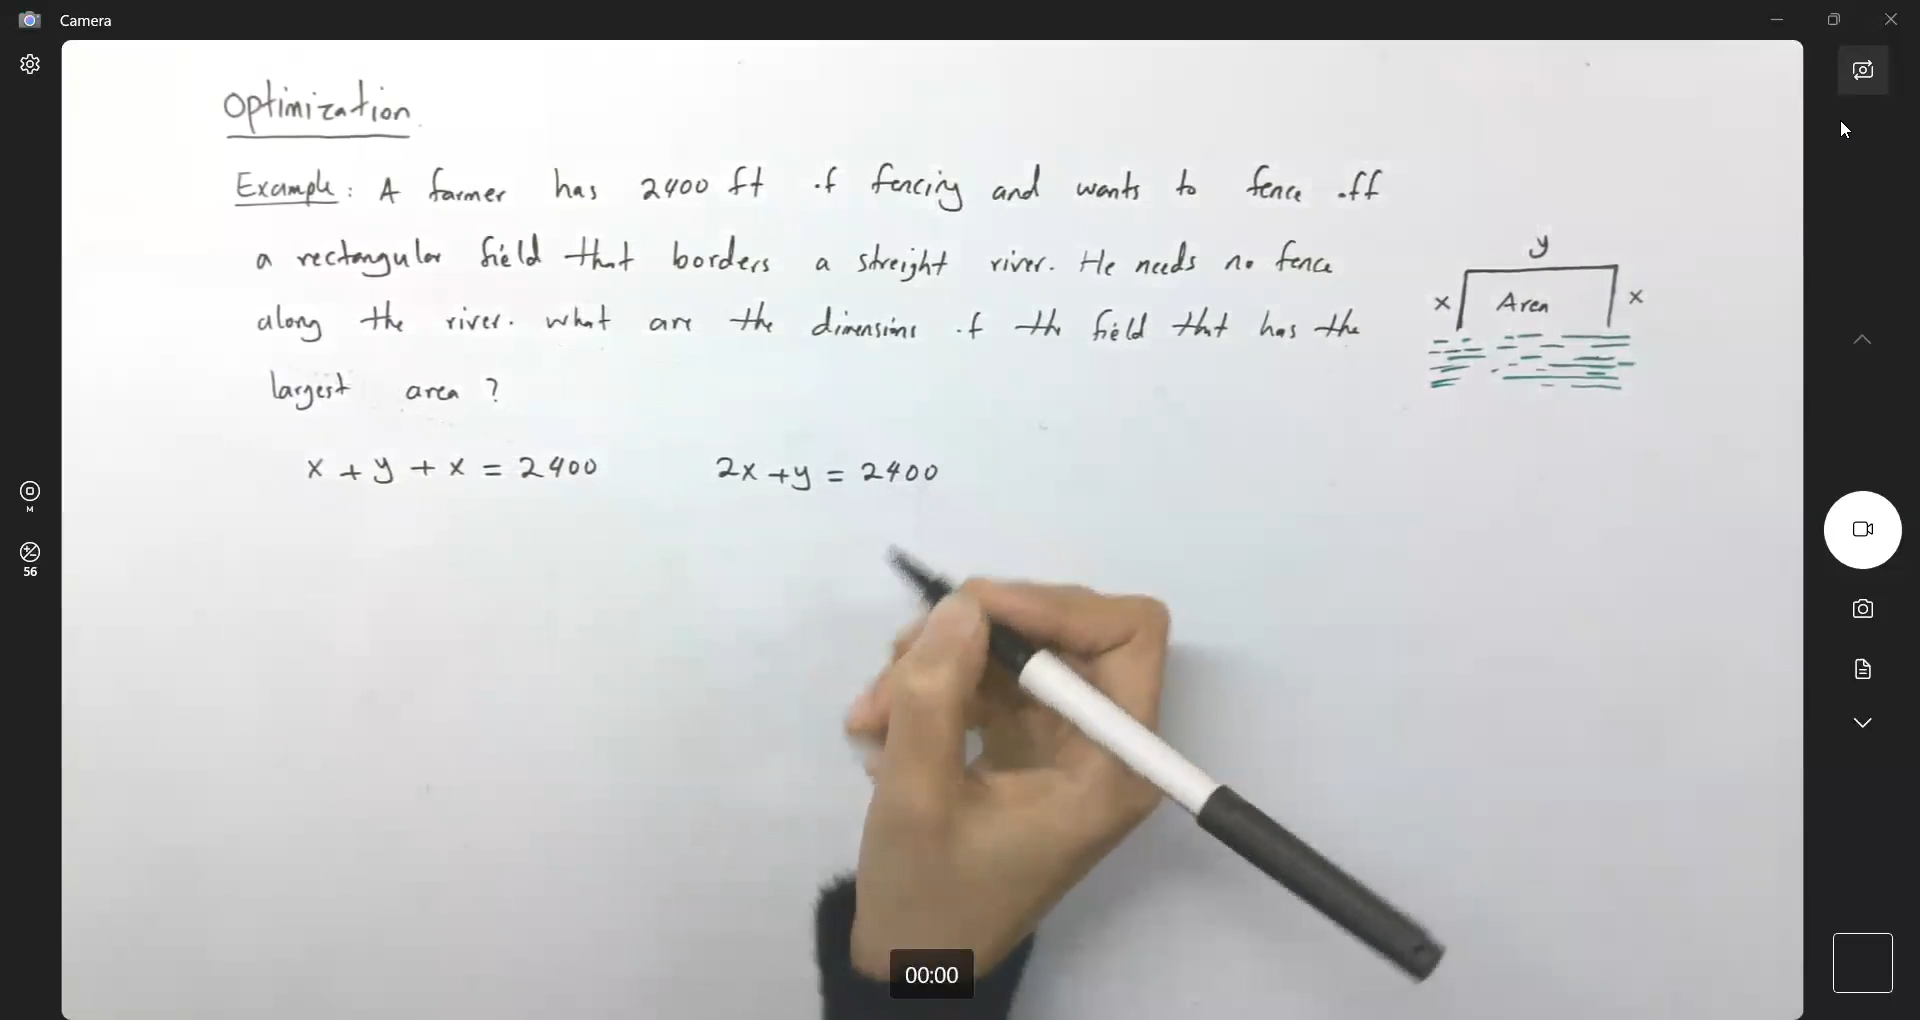 Camera
Optimization
Example: A farmer has 2400 ft of fencing and wants to fence off
a rectangular field that borders a streight river. He needs no fence
along the river. what are the dimensions of the field that has the
largest area ?
y
x Area x
x + y + x = 2400 2x + y = 2400
M
56
00:00